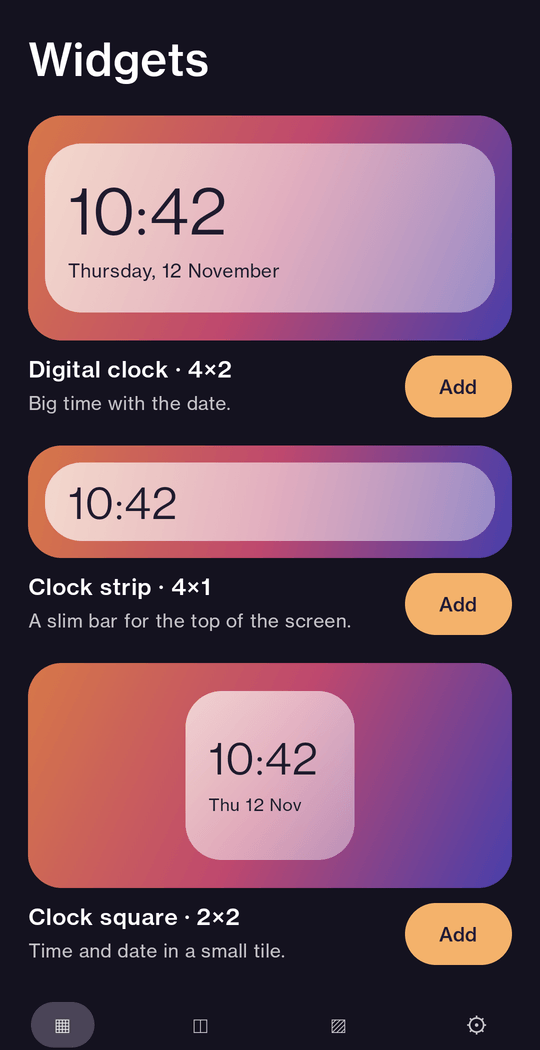 Widgets
10:42
Thursday, 12 November
Digital clock · 4×2
Big time with the date.
Add
10:42
Clock strip · 4×1
A slim bar for the top of the screen.
Add
10:42
Thu 12 Nov
Clock square · 2×2
Time and date in a small tile.
Add